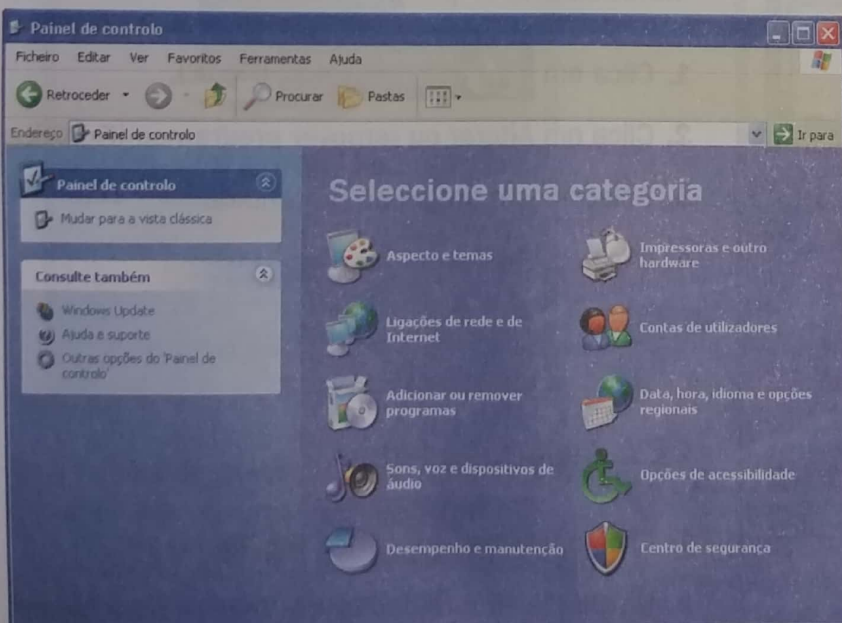 Painel de controlo
Ficheiro Editar Ver Favoritos Ferramentas Ajuda
Retroceder Procurar Pastas
Endereço Painel de controlo Ir para
Painel de controlo
Mudar para a vista clássica
Consulte também
Windows Update
Ajuda e suporte
Outras opções do 'Painel de
controlo'
Seleccione uma categoria
Aspecto e temas
Impressoras e outro
hardware
Ligações de rede e de
Internet
Contas de utilizadores
Adicionar ou remover
programas
Data, hora, idioma e opções
regionais
Sons, voz e dispositivos de
áudio
Opções de acessibilidade
Desempenho e manutenção
Centro de segurança